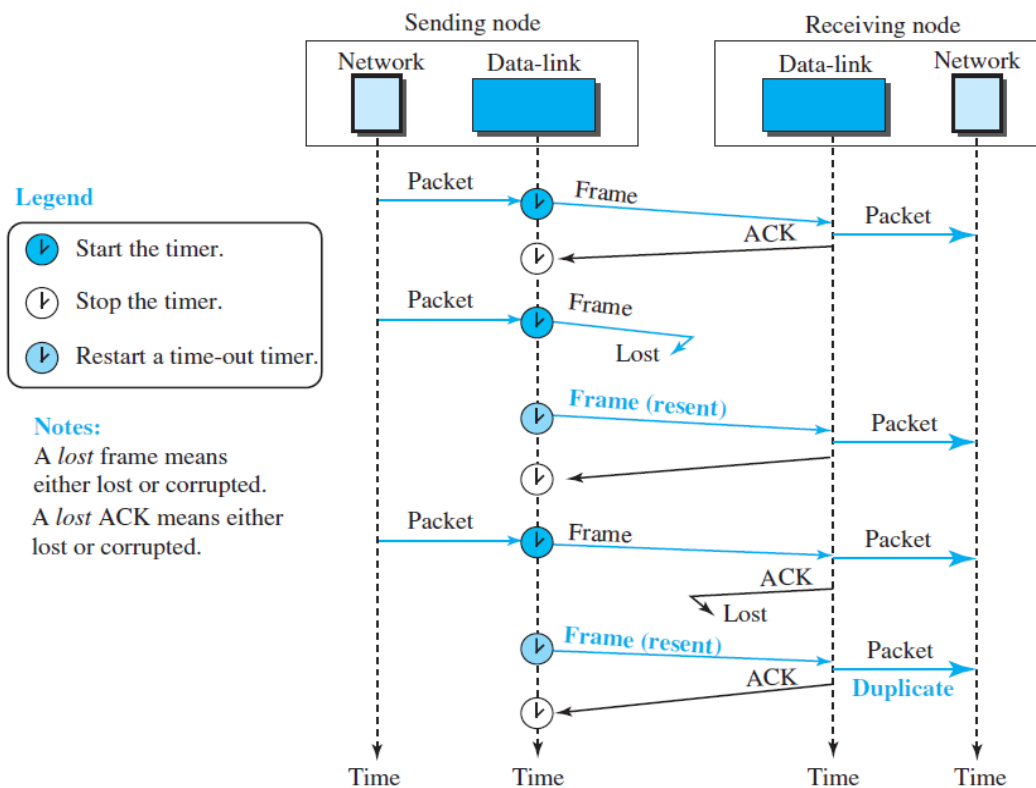 Sending node
Receiving node
Network
Data-link
Data-link
Network
Packet
Frame
Packet
ACK
Legend
Start the timer.
Stop the timer.
Restart a time-out timer.
Packet
Frame
Lost
Notes:
A lost frame means
either lost or corrupted.
A lost ACK means either
lost or corrupted.
Frame (resent)
Packet
Packet
Frame
Packet
ACK
Lost
Frame (resent)
Packet
ACK
Duplicate
Time
Time
Time
Time